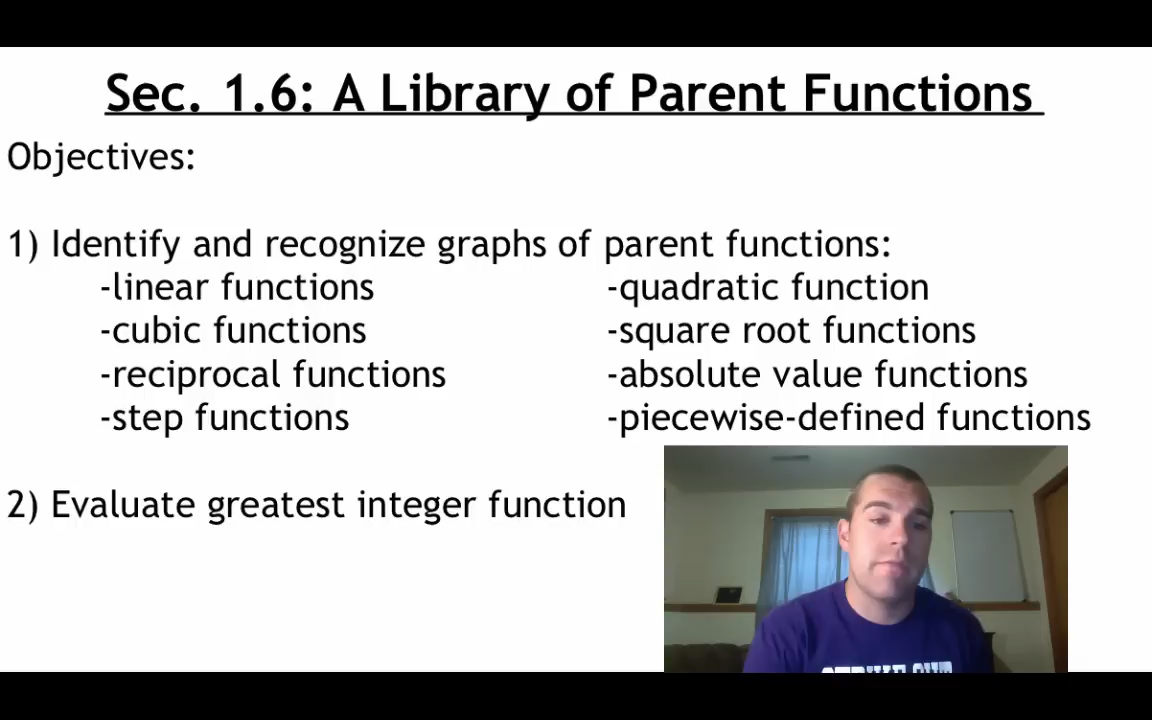 Sec. 1.6: A Library of Parent Functions
Objectives:
1) Identify and recognize graphs of parent functions:
-linear functions -quadratic function
-cubic functions -square root functions
-reciprocal functions -absolute value functions
-step functions -piecewise-defined functions
2) Evaluate greatest integer function
STRIKE OUT